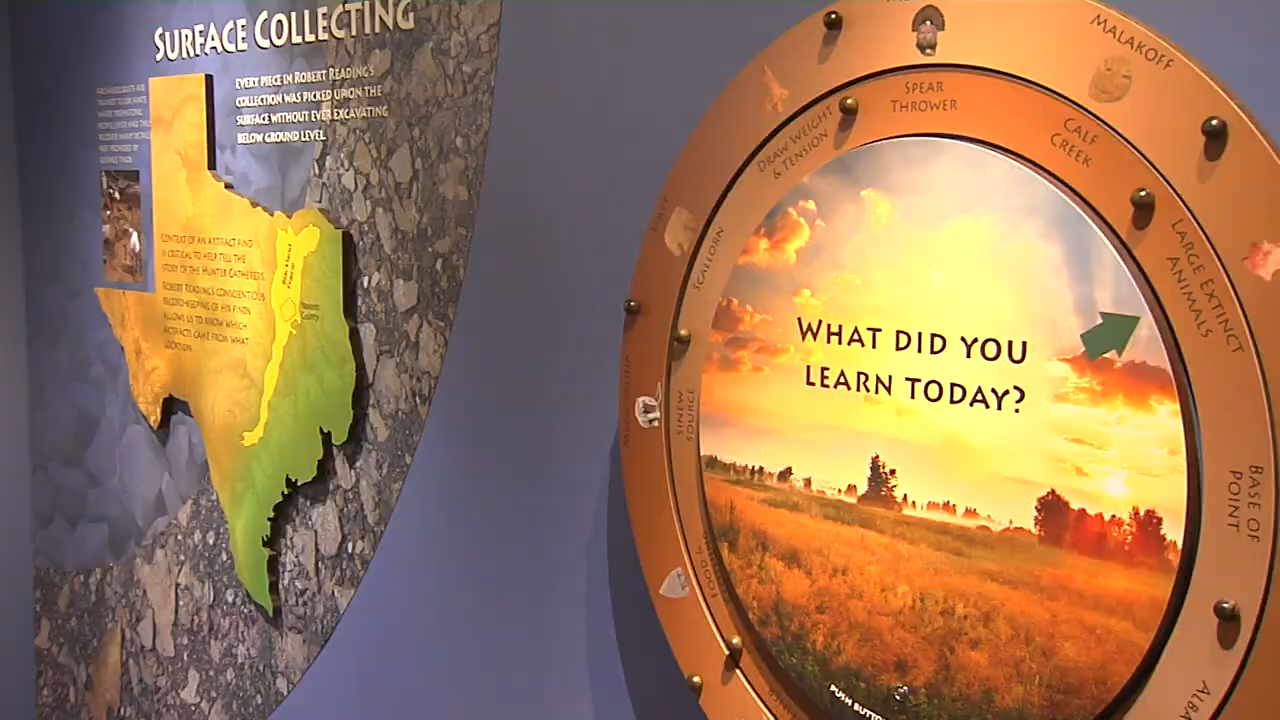 SURFACE COLLECTING
EVERY PIECE IN ROBERT READING'S
COLLECTION WAS PICKED UP ON THE
SURFACE WITHOUT EVER EXCAVATING
BELOW GROUND LEVEL.
CONTEXT OF AN ARTIFACT FIND
IS CRITICAL TO HELP TELL THE
STORY OF THE HUNTER GATHERERS.
ROBERT READING'S CONSCIENTIOUS
RECORD-KEEPING OF HIS FINDS
ALLOWS US TO KNOW WHICH
ARTIFACTS CAME FROM WHAT
LOCATION.
MALAKOFF
SPEAR
THROWER
DRAW WEIGHT
& TENSION
CALF
CREEK
LARGE EXTINCT
ANIMALS
SCALLORN
SINEW
SOURCE
BASE OF
POINT
FOOD &
ALBA
WHAT DID YOU
LEARN TODAY?
PUSH BUTTO